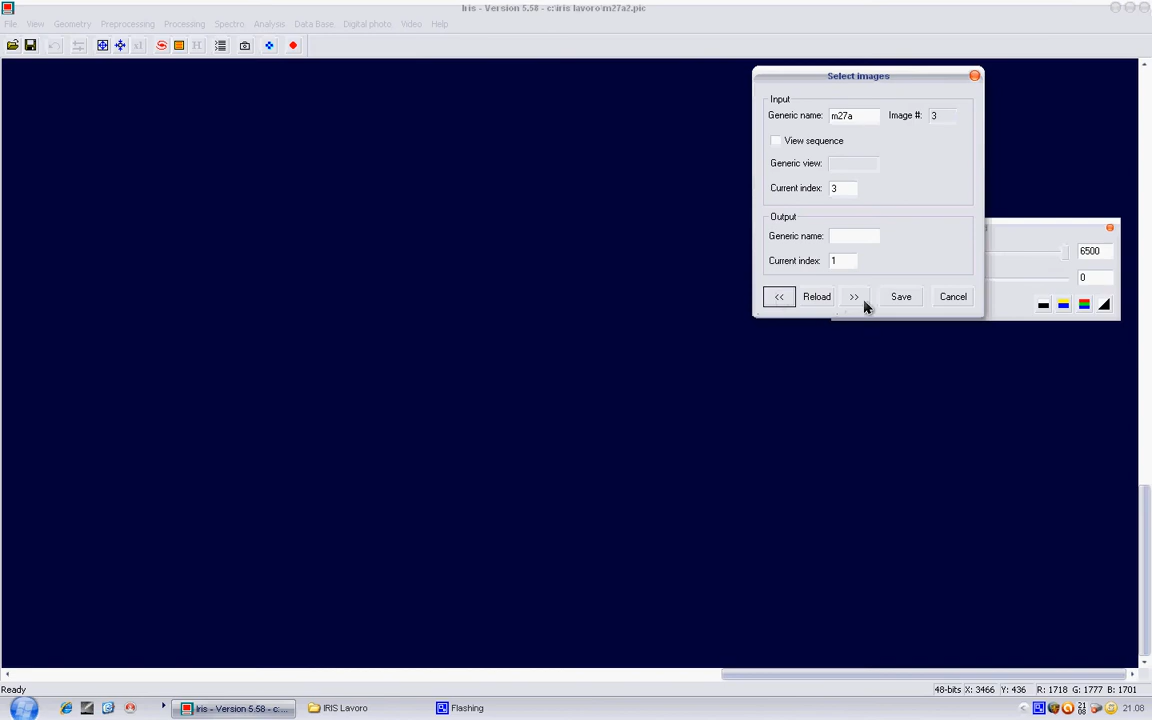 Iris - Version 5.58 - c:\iris lavoro\m27a2.pic
File View Geometry Preprocessing Processing Spectro Analysis Data Base Digital photo Video Help
x1 H
Select images
Input
Generic name: m27a Image #: 3
View sequence
Generic view:
Current index: 3
Output
Generic name:
Current index: 1
<< Reload >> Save Cancel
6500
0
Ready 48-bits X: 3466 Y: 436 R: 1718 G: 1777 B: 1701
Iris - Version 5.58 - c:... IRIS Lavoro Flashing 21 08 21.08